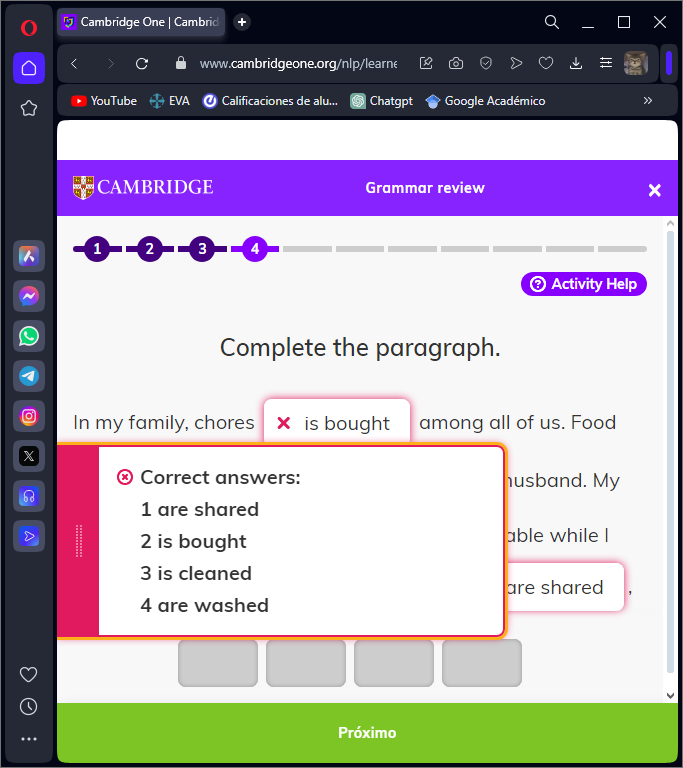 Cambridge One | Cambrid
www.cambridgeone.org/nlp/learne
YouTube
EVA
Calificaciones de alu...
Chatgpt
Google Académico
CAMBRIDGE
Grammar review
1 2 3 4
Activity Help
Complete the paragraph.
In my family, chores is bought among all of us. Food
husband. My
able while I
are shared ,
Correct answers:
1 are shared
2 is bought
3 is cleaned
4 are washed
Próximo